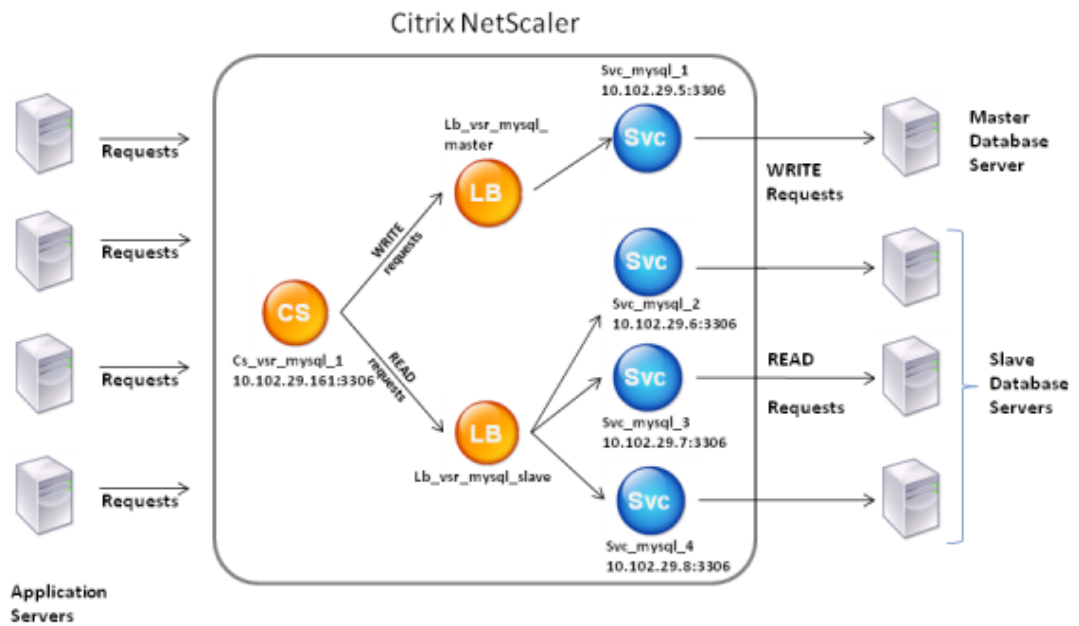 Citrix NetScaler
Requests
Requests
Requests
Requests
Application
Servers
CS
Cs_vsr_mysql_1
10.102.29.161:3306
WRITE
requests
READ
requests
Lb_vsr_mysql_
master
LB
LB
Lb_vsr_mysql_slave
Svc_mysql_1
10.102.29.5:3306
Svc
Svc
Svc_mysql_2
10.102.29.6:3306
Svc
Svc_mysql_3
10.102.29.7:3306
Svc
Svc_mysql_4
10.102.29.8:3306
WRITE
Requests
READ
Requests
Master
Database
Server
Slave
Database
Servers